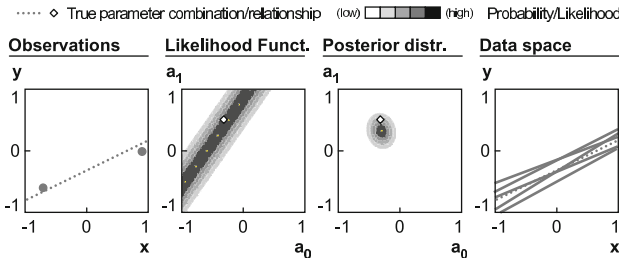 True parameter combination/relationship (low) (high) Probability/Likelihood
Observations Likelihood Funct. Posterior distr. Data space
y a1 a1 y
1 1 1 1
0 0 0 0
-1 -1 -1 -1
-1 0 1 -1 0 1 -1 0 1 -1 0 1
x a0 a0 x